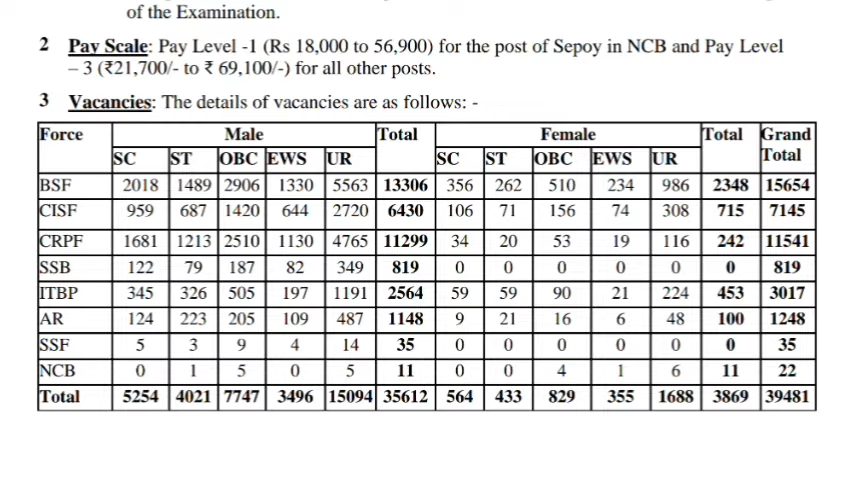 of the Examination.
2 Pay Scale: Pay Level -1 (Rs 18,000 to 56,900) for the post of Sepoy in NCB and Pay Level
– 3 (₹21,700/- to ₹ 69,100/-) for all other posts.
3 Vacancies: The details of vacancies are as follows: -
Force Male Total Female Total Grand Total
SC ST OBC EWS UR SC ST OBC EWS UR
BSF 2018 1489 2906 1330 5563 13306 356 262 510 234 986 2348 15654
CISF 959 687 1420 644 2720 6430 106 71 156 74 308 715 7145
CRPF 1681 1213 2510 1130 4765 11299 34 20 53 19 116 242 11541
SSB 122 79 187 82 349 819 0 0 0 0 0 0 819
ITBP 345 326 505 197 1191 2564 59 59 90 21 224 453 3017
AR 124 223 205 109 487 1148 9 21 16 6 48 100 1248
SSF 5 3 9 4 14 35 0 0 0 0 0 0 35
NCB 0 1 5 0 5 11 0 0 4 1 6 11 22
Total 5254 4021 7747 3496 15094 35612 564 433 829 355 1688 3869 39481